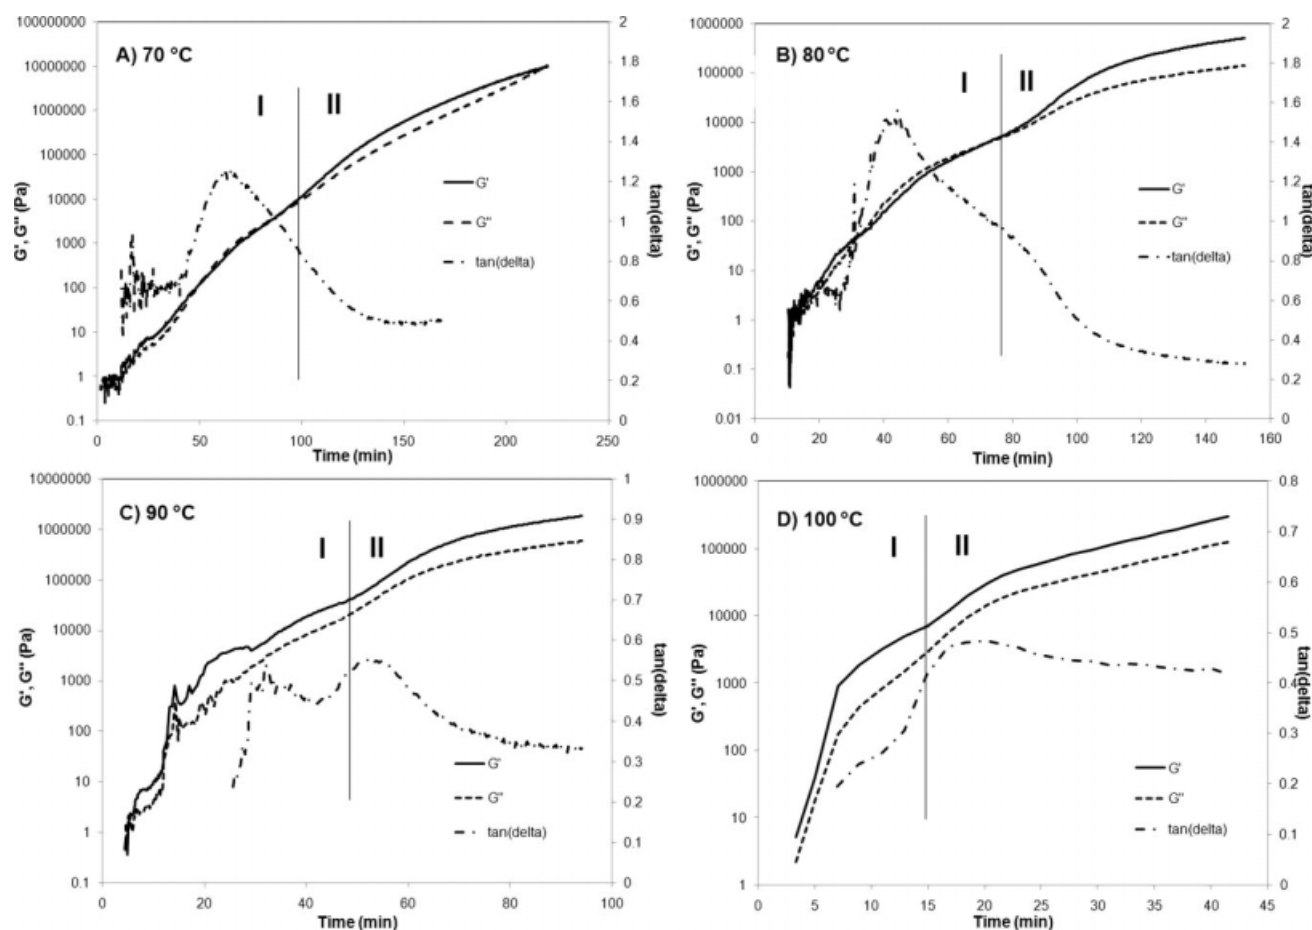 A) 70 °C
G', G" (Pa)
100000000
10000000
1000000
100000
10000
1000
100
10
1
0.1
0 50 100 150 200 250
Time (min)
2
1.8
1.6
1.4
1.2
1
0.8
0.6
0.4
0.2
0
tan(delta)
I II
G'
G"
tan(delta)
B) 80 °C
G', G" (Pa)
1000000
100000
10000
1000
100
10
1
0.1
0.01
0 20 40 60 80 100 120 140 160
Time (min)
2
1.8
1.6
1.4
1.2
1
0.8
0.6
0.4
0.2
0
tan(delta)
I II
G'
G"
tan(delta)
C) 90 °C
G', G" (Pa)
10000000
1000000
100000
10000
1000
100
10
1
0.1
0 20 40 60 80 100
Time (min)
1
0.9
0.8
0.7
0.6
0.5
0.4
0.3
0.2
0.1
0
tan(delta)
I II
G'
G"
tan(delta)
D) 100 °C
G', G" (Pa)
1000000
100000
10000
1000
100
10
1
0 5 10 15 20 25 30 35 40 45
Time (min)
0.8
0.7
0.6
0.5
0.4
0.3
0.2
0.1
0
tan(delta)
I II
G'
G"
tan(delta)